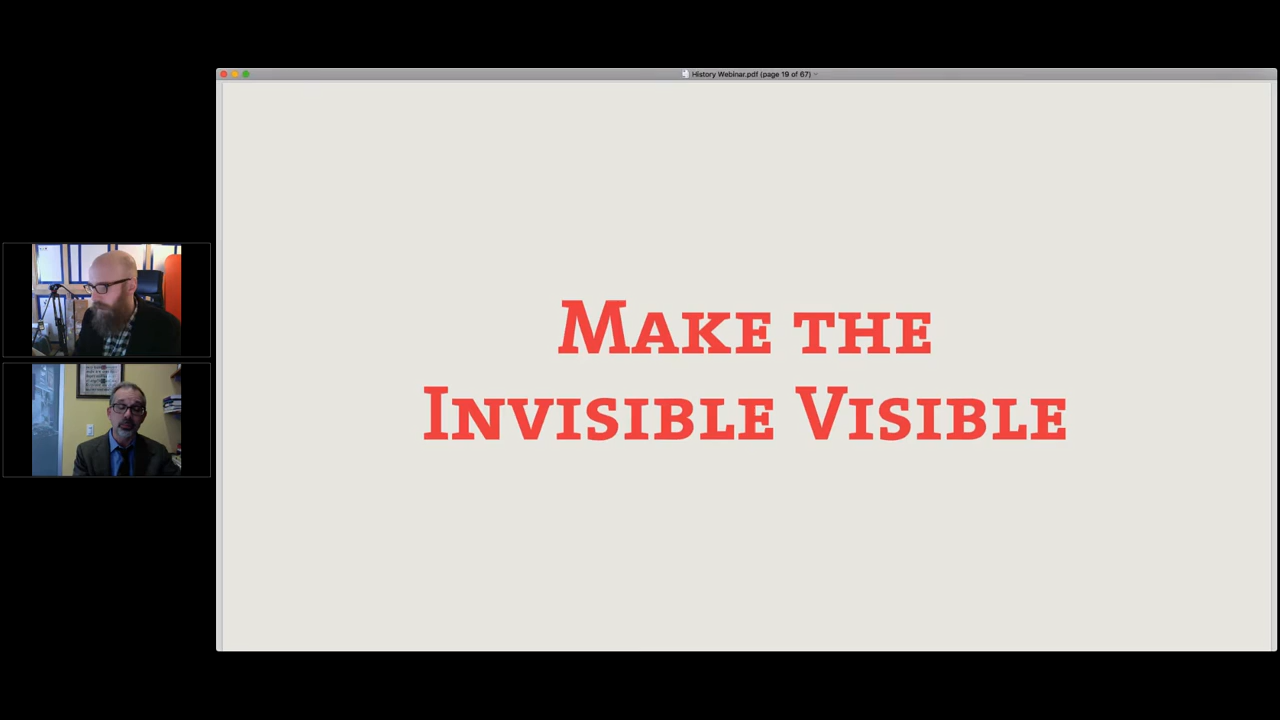 History Webinar.pdf (page 19 of 67)
Make the
Invisible Visible